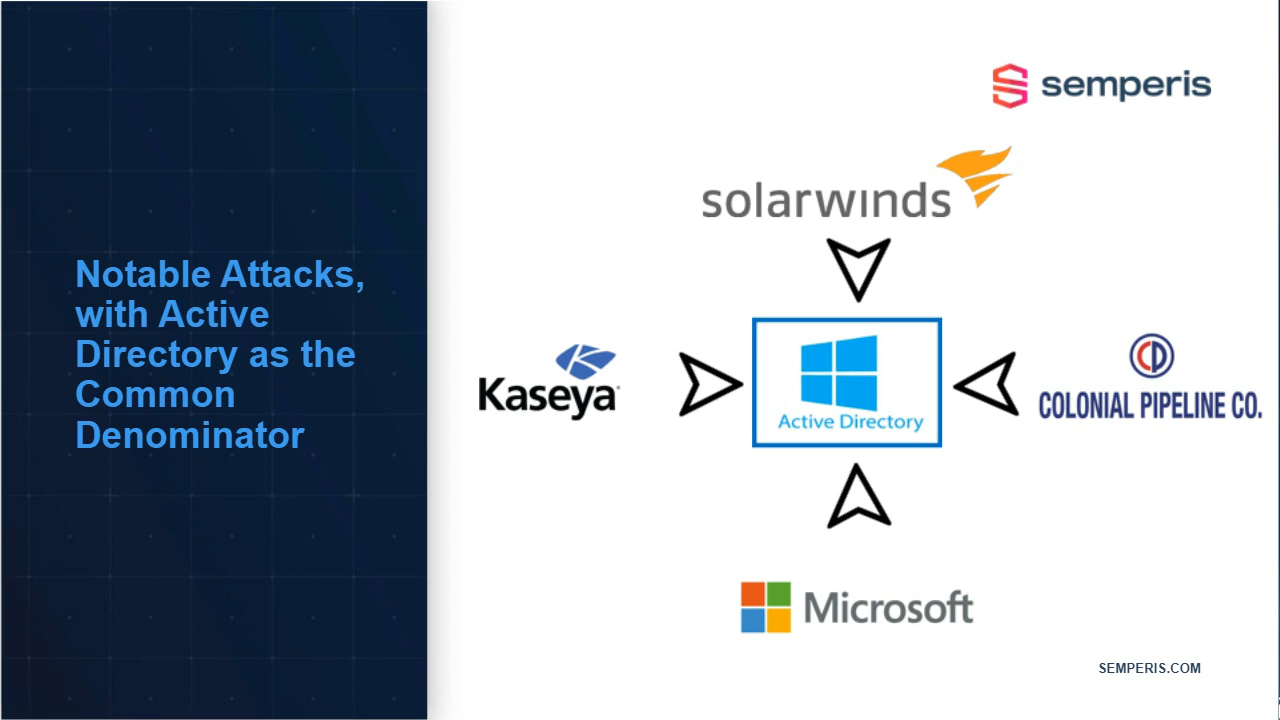 Notable Attacks,
with Active
Directory as the
Common
Denominator
semperis
solarwinds
Kaseya
Active Directory
COLONIAL PIPELINE CO.
Microsoft
SEMPERIS.COM